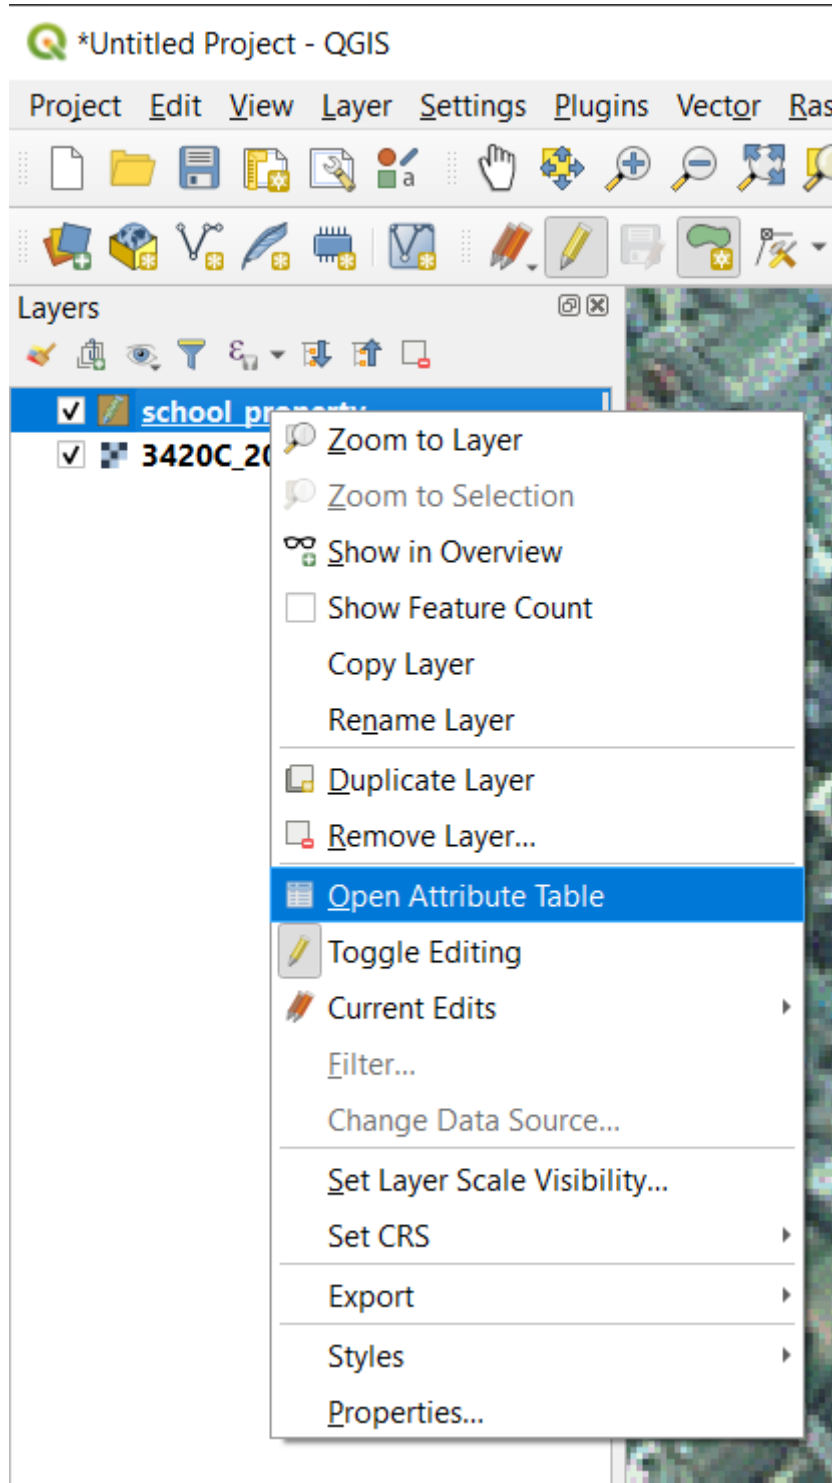 *Untitled Project - QGIS
Project Edit View Layer Settings Plugins Vector Ras
a
Layers
school_property
3420C_20
Zoom to Layer
Zoom to Selection
Show in Overview
Show Feature Count
Copy Layer
Rename Layer
Duplicate Layer
Remove Layer...
Open Attribute Table
Toggle Editing
Current Edits
Filter...
Change Data Source...
Set Layer Scale Visibility...
Set CRS
Export
Styles
Properties...